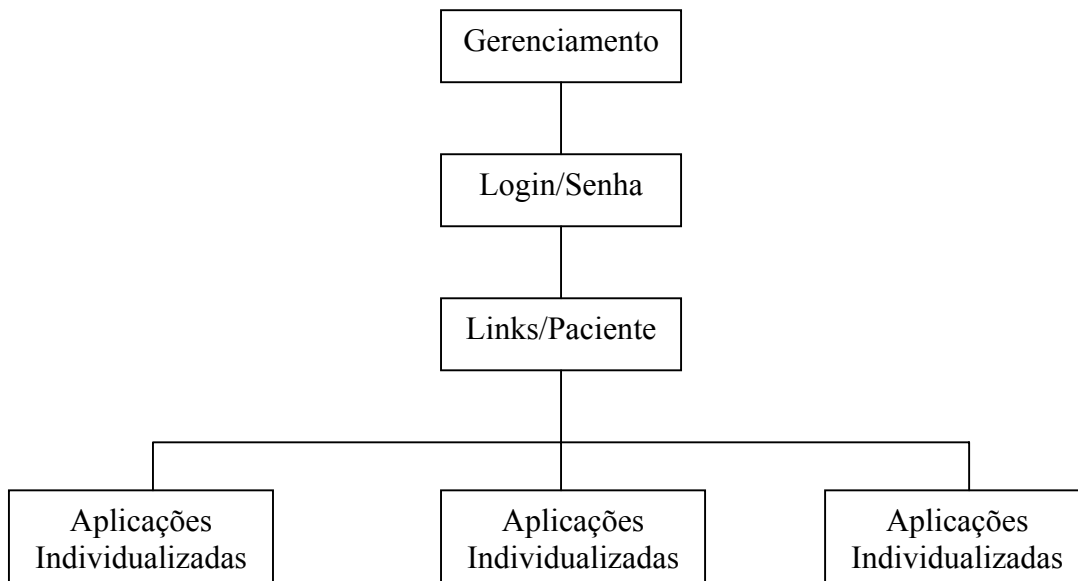 Gerenciamento
Login/Senha
Links/Paciente
Aplicações
Individualizadas
Aplicações
Individualizadas
Aplicações
Individualizadas